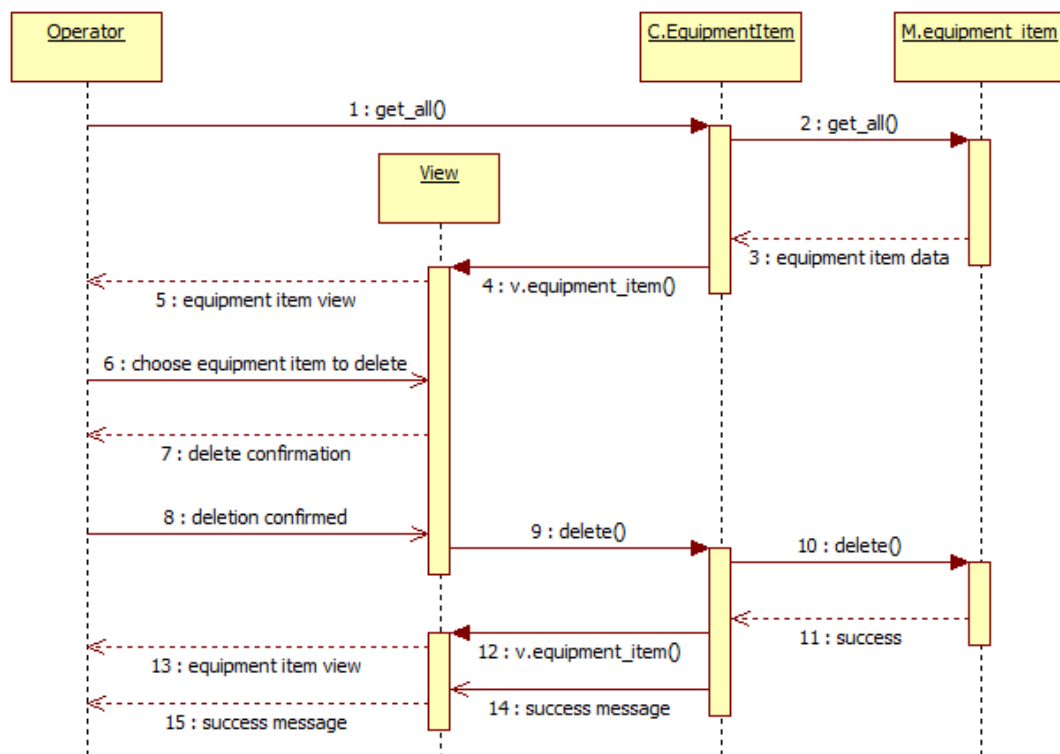 Operator
C.EquipmentItem
M.equipment_item
1 : get_all()
2 : get_all()
View
3 : equipment item data
4 : v.equipment_item()
5 : equipment item view
6 : choose equipment item to delete
7 : delete confirmation
8 : deletion confirmed
9 : delete()
10 : delete()
11 : success
12 : v.equipment_item()
13 : equipment item view
14 : success message
15 : success message